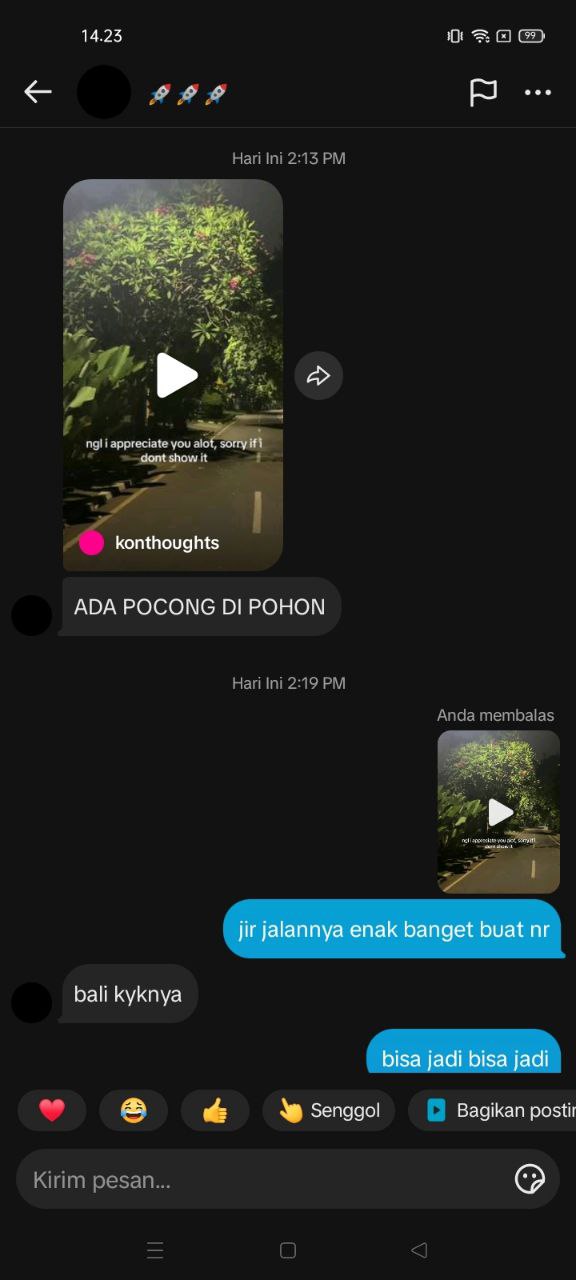 14.23
99
🚀🚀🚀
Hari Ini 2:13 PM
ngl i appreciate you alot, sorry if i
dont show it
konthoughts
ADA POCONG DI POHON
Hari Ini 2:19 PM
Anda membalas
ngl i appreciate you alot, sorry if i
dont show it
jir jalannya enak banget buat nr
bali kyknya
bisa jadi bisa jadi
❤️ 😂 👍 👆 Senggol Bagikan postin
Kirim pesan...